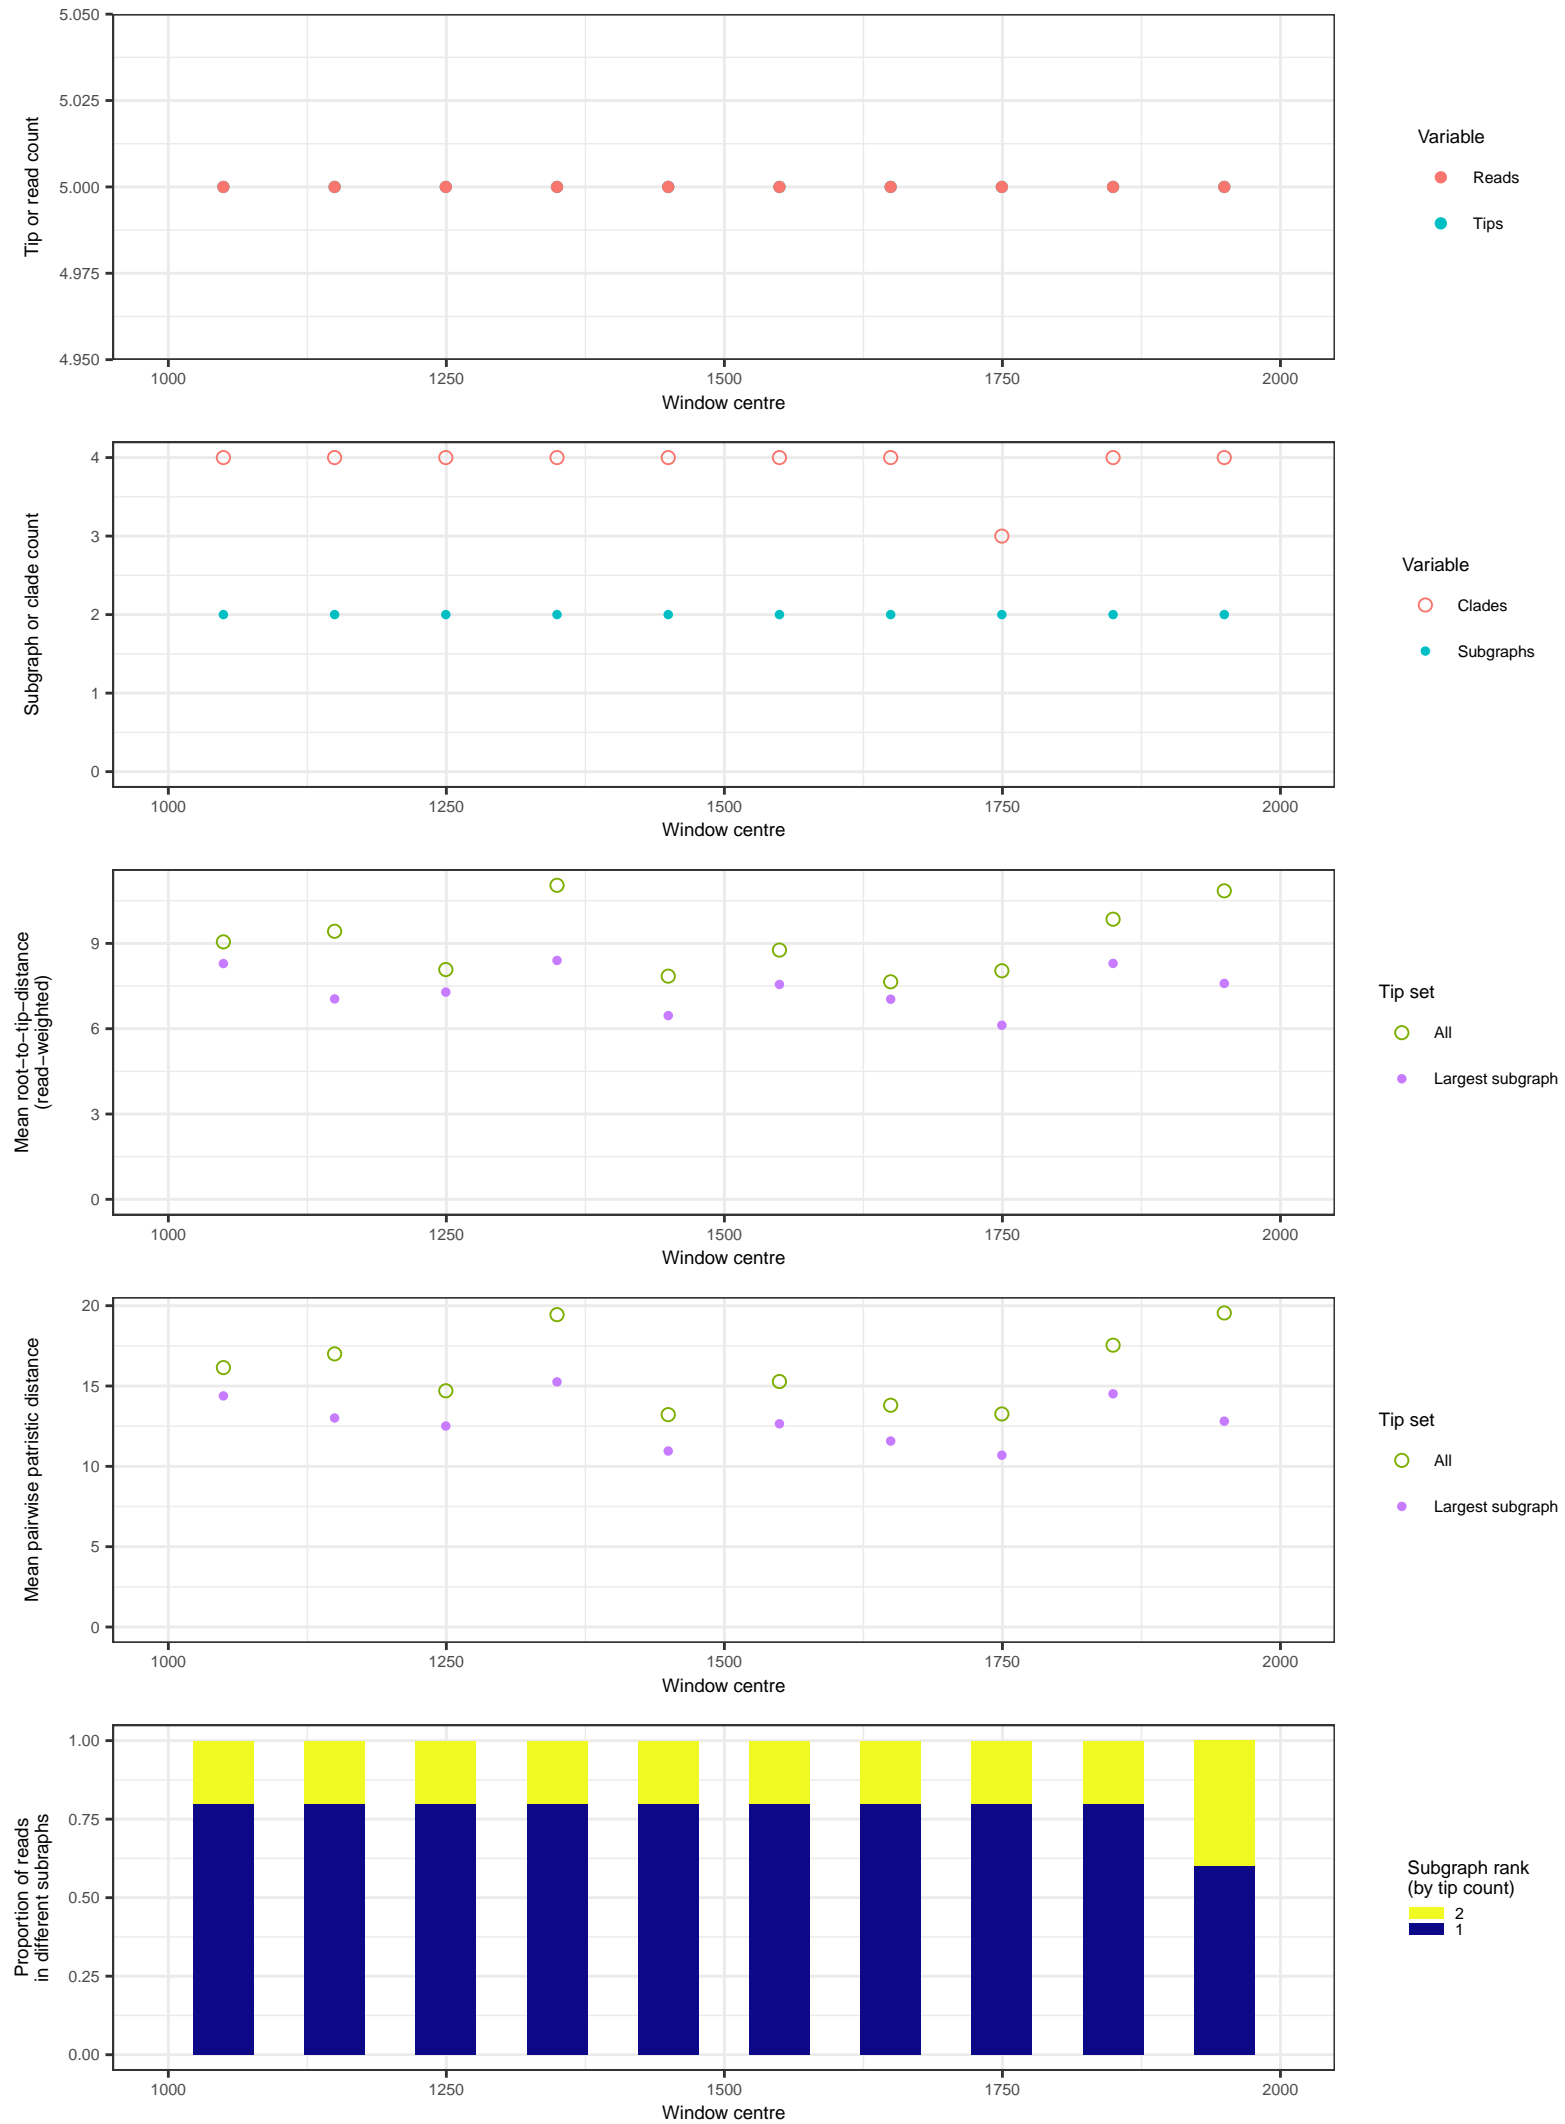 5.050
5.025
5.000
4.975
4.950
Tip or read count
1000 1250 1500 1750 2000
Window centre
Variable
Reads
Tips
4
3
2
1
0
Subgraph or clade count
1000 1250 1500 1750 2000
Window centre
Variable
Clades
Subgraphs
9
6
3
0
Mean root−to−tip−distance
(read−weighted)
1000 1250 1500 1750 2000
Window centre
Tip set
All
Largest subgraph
20
15
10
5
0
Mean pairwise patristic distance
1000 1250 1500 1750 2000
Window centre
Tip set
All
Largest subgraph
1.00
0.75
0.50
0.25
0.00
Proportion of reads
in different subraphs
1000 1250 1500 1750 2000
Window centre
Subgraph rank
(by tip count)
2
1